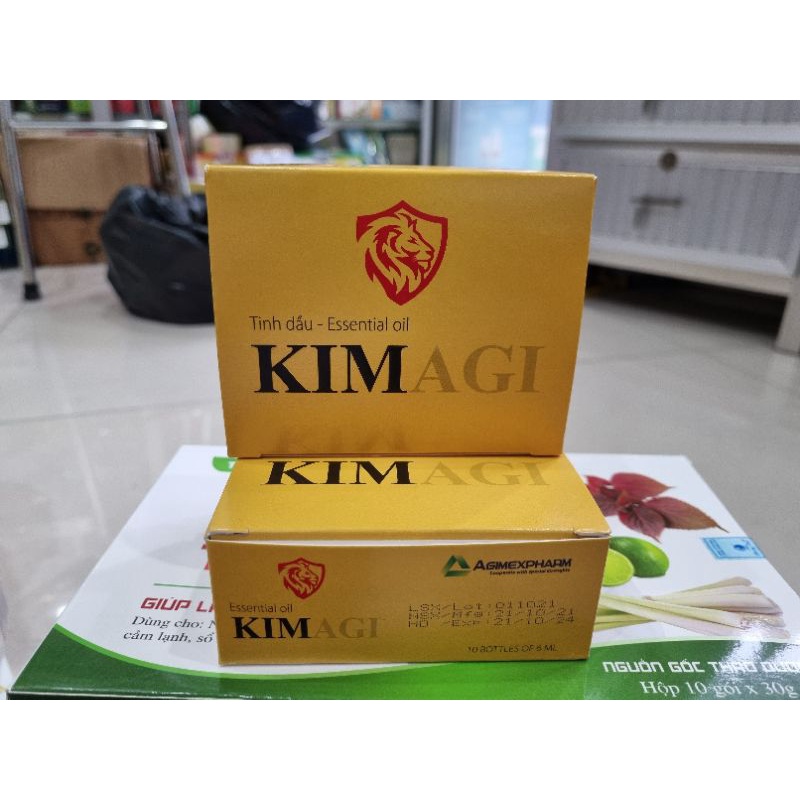 Tinh dầu - Essential oil
KIMAGI
KIMAGI
AGIMEXPHARM
Essential oil
KIMAGI
LSX/Lot:011021
NSX/Mfg:21/10/21
HD /Exp:21/10/24
10 BOTTLES OF 6 ML
GIÚP L
Dùng cho: N
cảm lạnh, sổ
NGUỒN GỐC THẢO DƯỢ
Hộp 10 gói x 30g